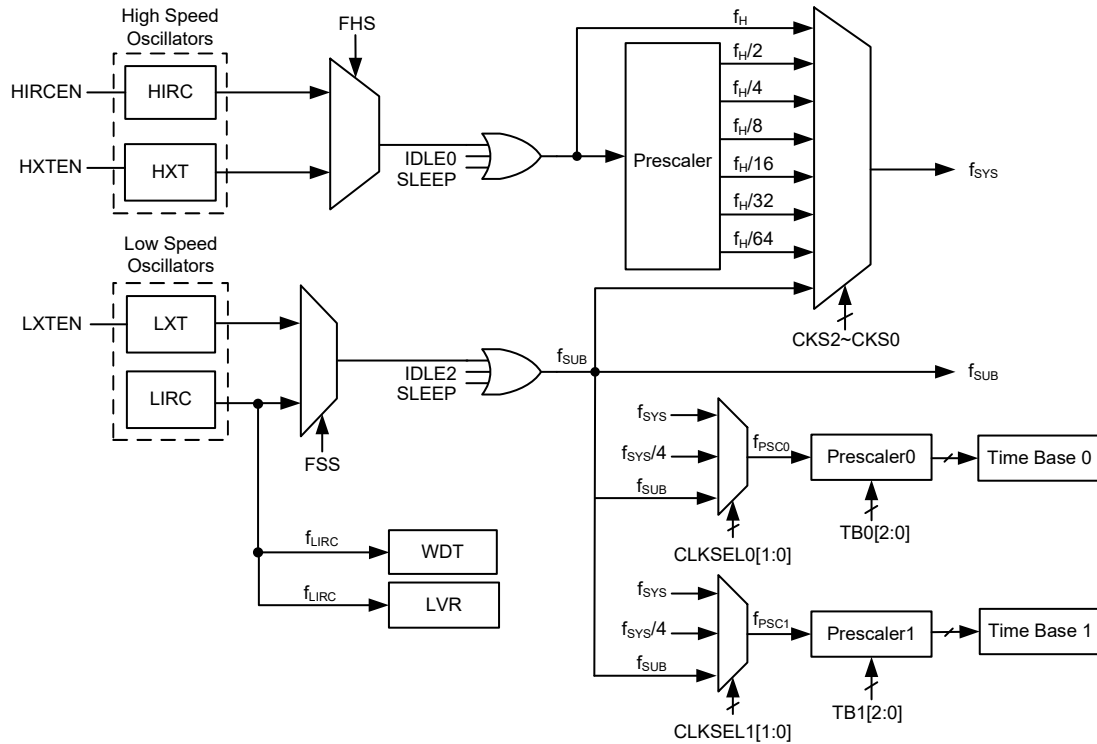 High Speed
Oscillators
FHS
HIRCEN
HIRC
HXTEN
HXT
IDLE0
SLEEP
fH
Prescaler
fH/2
fH/4
fH/8
fH/16
fH/32
fH/64
fSYS
CKS2~CKS0
Low Speed
Oscillators
LXTEN
LXT
LIRC
FSS
IDLE2
SLEEP
fSUB
fSUB
fSYS
fSYS/4
fSUB
fPSC0
Prescaler0
Time Base 0
TB0[2:0]
CLKSEL0[1:0]
fLIRC
WDT
fLIRC
LVR
fSYS
fSYS/4
fSUB
fPSC1
Prescaler1
Time Base 1
TB1[2:0]
CLKSEL1[1:0]